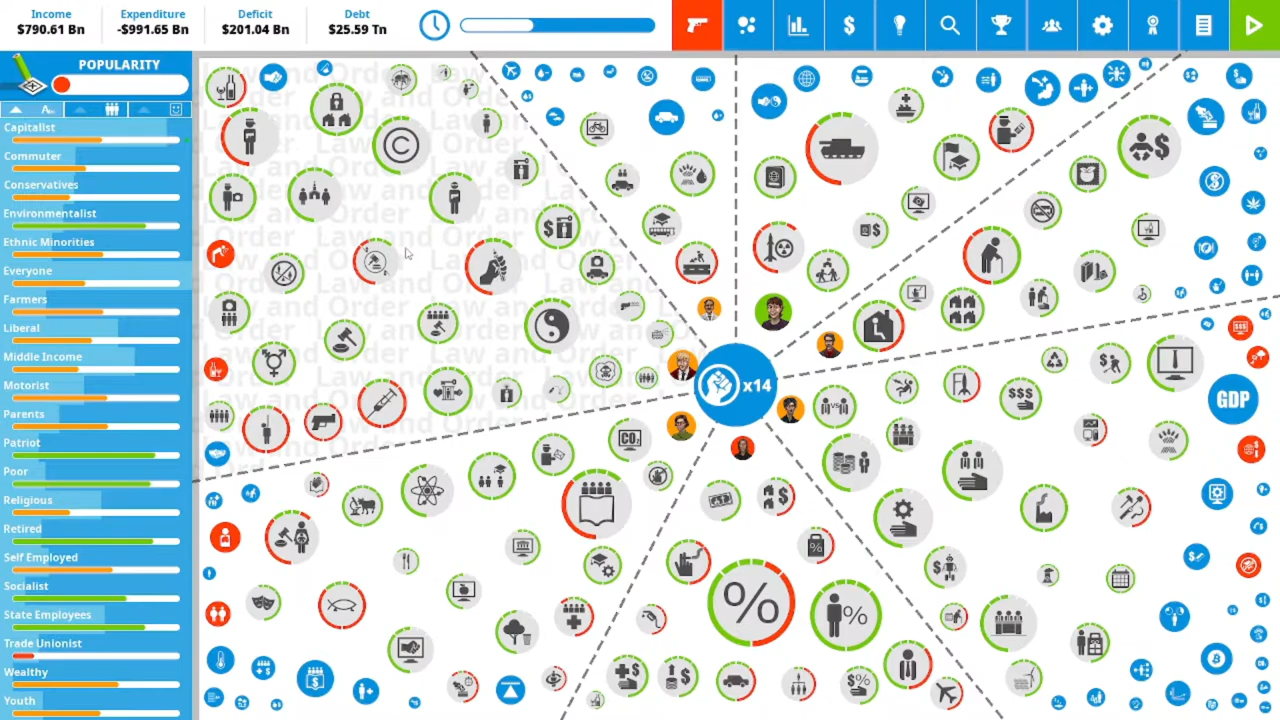 Income
$790.61 Bn
Expenditure
-$991.65 Bn
Deficit
$201.04 Bn
Debt
$25.59 Tn
POPULARITY
Capitalist
Commuter
Conservatives
Environmentalist
Ethnic Minorities
Everyone
Farmers
Liberal
Middle Income
Motorist
Parents
Patriot
Poor
Religious
Retired
Self Employed
Socialist
State Employees
Trade Unionist
Wealthy
Youth
Law and Order
x14
GDP
CO2